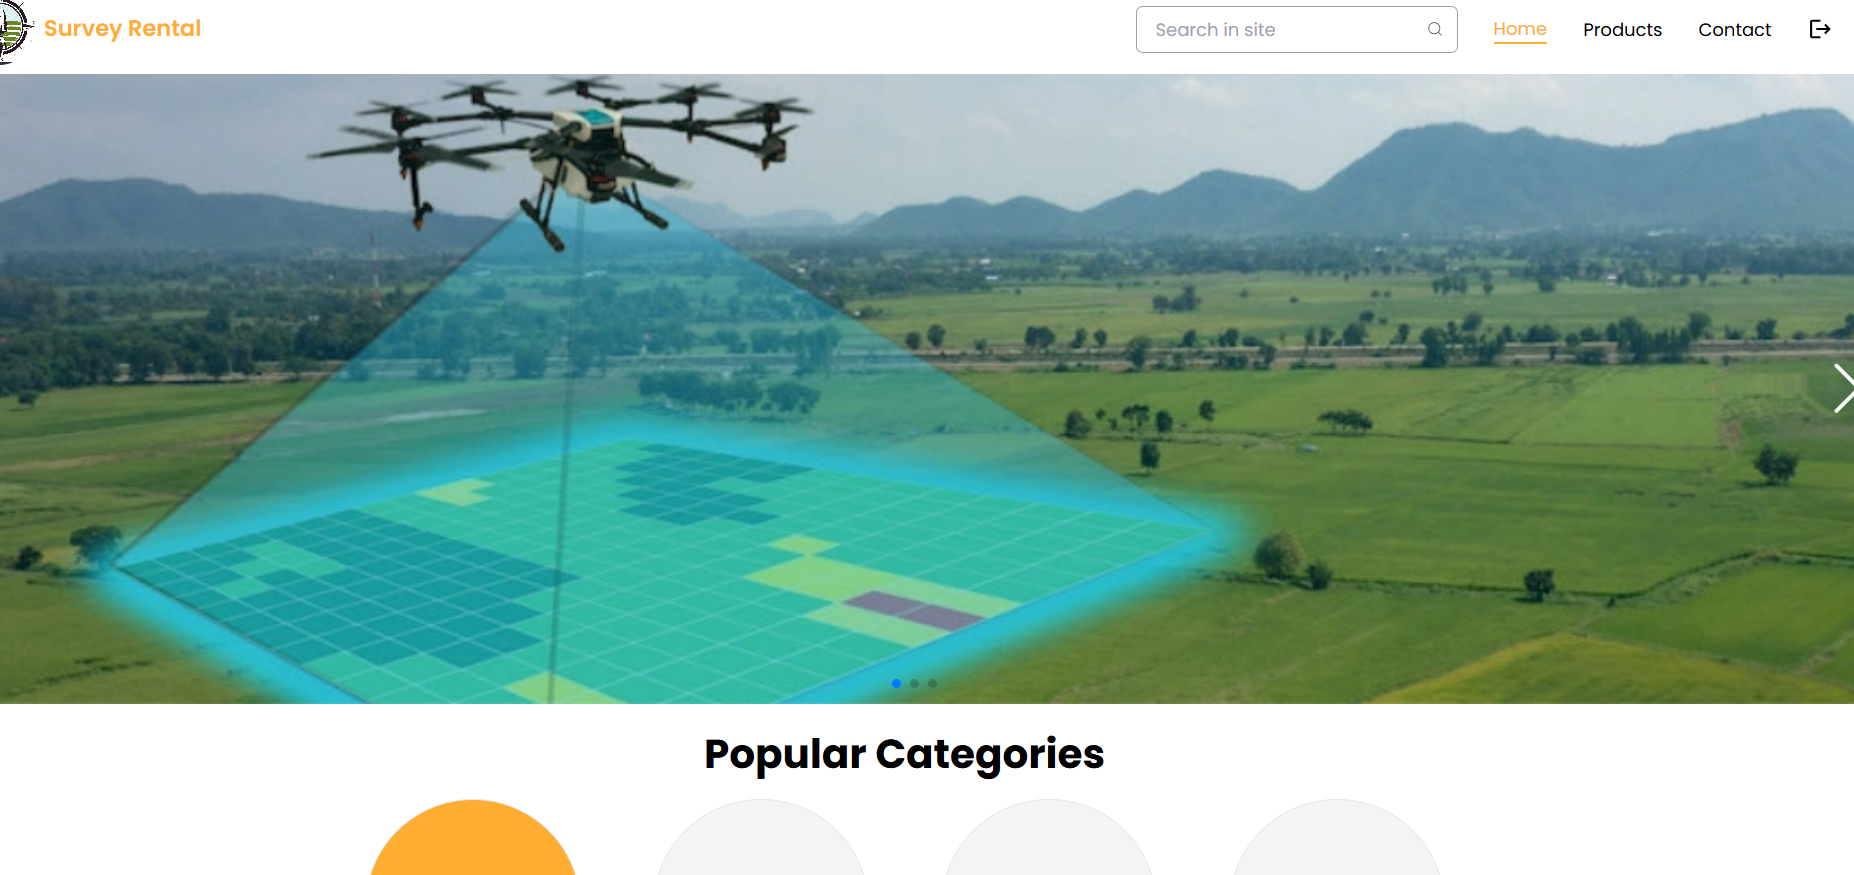 Survey Rental
Search in site
Home
Products
Contact
Popular Categories